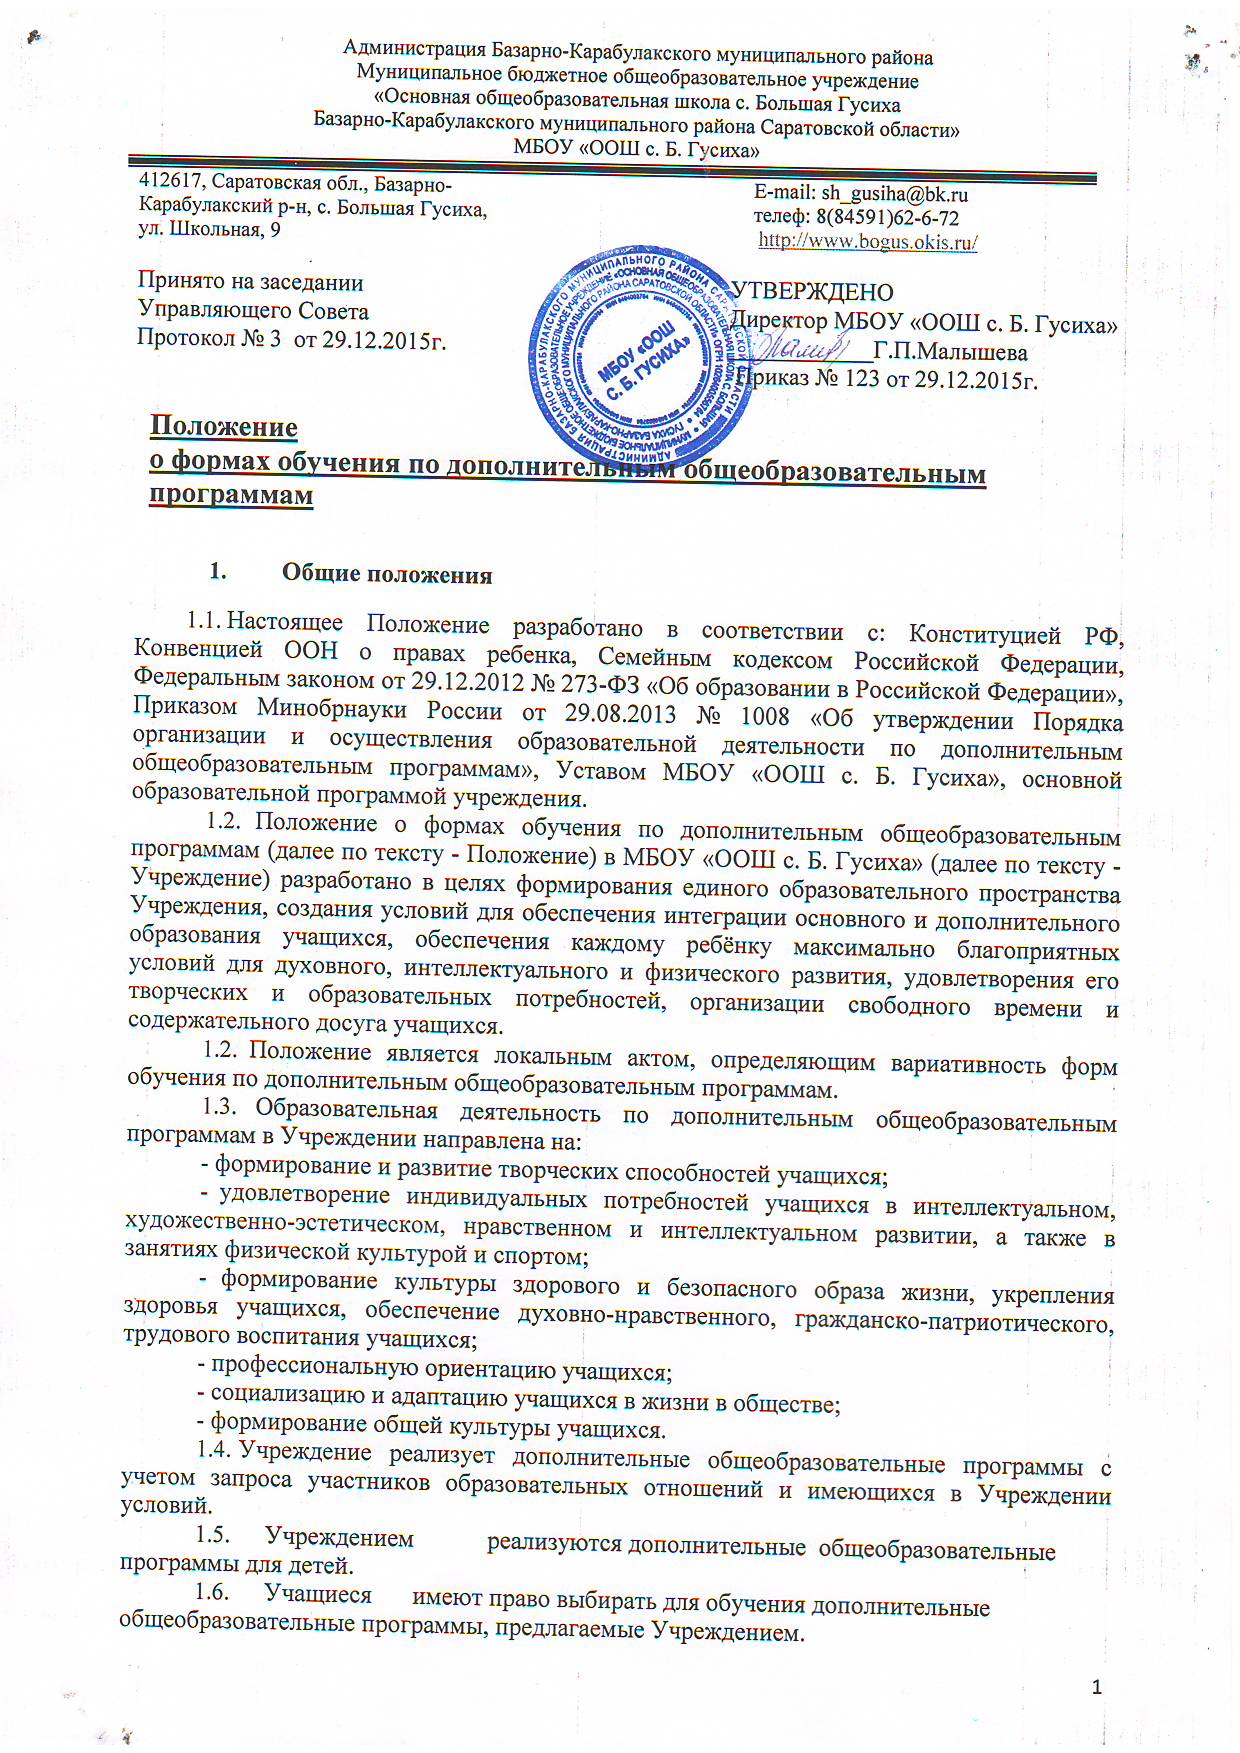 Администрация Базарно-Карабулакского муниципального района
Муниципальное бюджетное общеобразовательное учреждение
«Основная общеобразовательная школа с. Большая Гусиха
Базарно-Карабулакского муниципального района Саратовской области»
МБОУ «ООШ с. Б. Гусиха»
412617, Саратовская обл., Базарно-
Карабулакский р-н, с. Большая Гусиха,
ул. Школьная, 9
E-mail: sh_gusiha@bk.ru
телеф: 8(84591)62-6-72
http://www.bogus.okis.ru/
Принято на заседании
Управляющего Совета
Протокол № 3 от 29.12.2015г.
МБОУ «ООШ
С. Б. ГУСИХА»
УТВЕРЖДЕНО
Директор МБОУ «ООШ с. Б. Гусиха»
Г.П.Малышева
Приказ № 123 от 29.12.2015г.
Положение
о формах обучения по дополнительным общеобразовательным
программам
1. Общие положения
1.1. Настоящее Положение разработано в соответствии с: Конституцией РФ,
Конвенцией ООН о правах ребенка, Семейным кодексом Российской Федерации,
Федеральным законом от 29.12.2012 № 273-ФЗ «Об образовании в Российской Федерации»,
Приказом Минобрнауки России от 29.08.2013 № 1008 «Об утверждении Порядка
организации и осуществления образовательной деятельности по дополнительным
общеобразовательным программам», Уставом МБОУ «ООШ с. Б. Гусиха», основной
образовательной программой учреждения.
1.2. Положение о формах обучения по дополнительным общеобразовательным
программам (далее по тексту - Положение) в МБОУ «ООШ с. Б. Гусиха» (далее по тексту -
Учреждение) разработано в целях формирования единого образовательного пространства
Учреждения, создания условий для обеспечения интеграции основного и дополнительного
образования учащихся, обеспечения каждому ребёнку максимально благоприятных
условий для духовного, интеллектуального и физического развития, удовлетворения его
творческих и образовательных потребностей, организации свободного времени и
содержательного досуга учащихся.
1.2. Положение является локальным актом, определяющим вариативность форм
обучения по дополнительным общеобразовательным программам.
1.3. Образовательная деятельность по дополнительным общеобразовательным
программам в Учреждении направлена на:
- формирование и развитие творческих способностей учащихся;
- удовлетворение индивидуальных потребностей учащихся в интеллектуальном,
художественно-эстетическом, нравственном и интеллектуальном развитии, а также в
занятиях физической культурой и спортом;
- формирование культуры здорового и безопасного образа жизни, укрепления
здоровья учащихся, обеспечение духовно-нравственного, гражданско-патриотического,
трудового воспитания учащихся;
- профессиональную ориентацию учащихся;
- социализацию и адаптацию учащихся в жизни в обществе;
- формирование общей культуры учащихся.
1.4. Учреждение реализует дополнительные общеобразовательные программы с
учетом запроса участников образовательных отношений и имеющихся в Учреждении
условий.
1.5. Учреждением реализуются дополнительные общеобразовательные
программы для детей.
1.6. Учащиеся имеют право выбирать для обучения дополнительные
общеобразовательные программы, предлагаемые Учреждением.
1